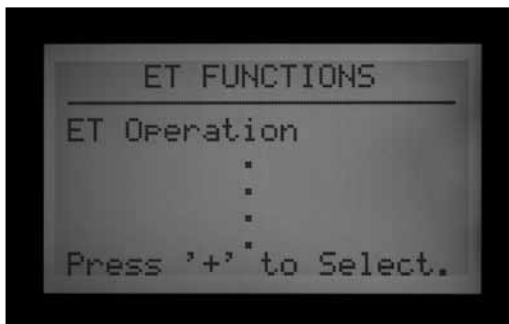 ET FUNCTIONS
ET Operation
Press '+' to Select.